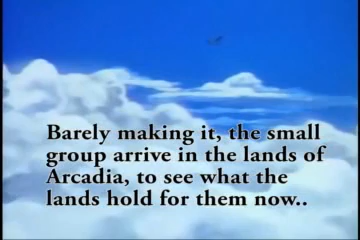 Barely making it, the small
group arrive in the lands of
Arcadia, to see what the
lands hold for them now..